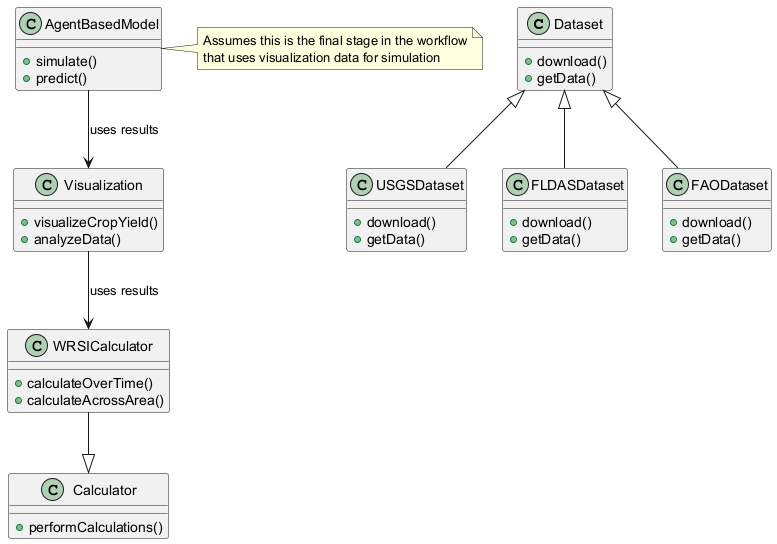 C AgentBasedModel
simulate()
predict()
Assumes this is the final stage in the workflow
that uses visualization data for simulation
C Dataset
download()
getData()
uses results
C Visualization
visualizeCropYield()
analyzeData()
C USGSDataset
download()
getData()
C FLDASDataset
download()
getData()
C FAODataset
download()
getData()
uses results
C WRSICalculator
calculateOverTime()
calculateAcrossArea()
C Calculator
performCalculations()